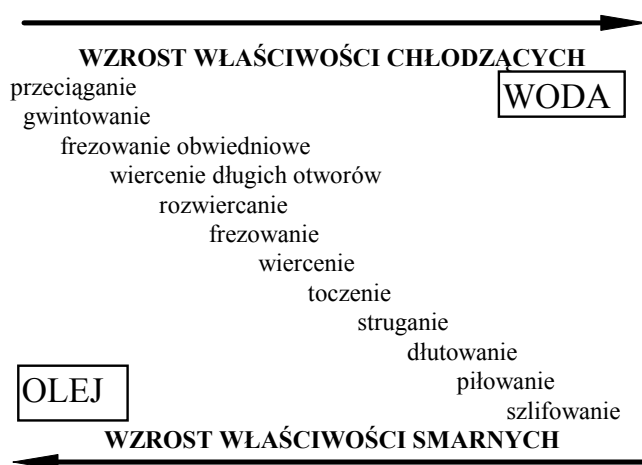 WZROST WŁAŚCIWOŚCI CHŁODZĄCYCH
przeciąganie
WODA
gwintowanie
frezowanie obwiedniowe
wiercenie długich otworów
rozwiercanie
frezowanie
wiercenie
toczenie
struganie
dłutowanie
OLEJ
piłowanie
szlifowanie
WZROST WŁAŚCIWOŚCI SMARNYCH